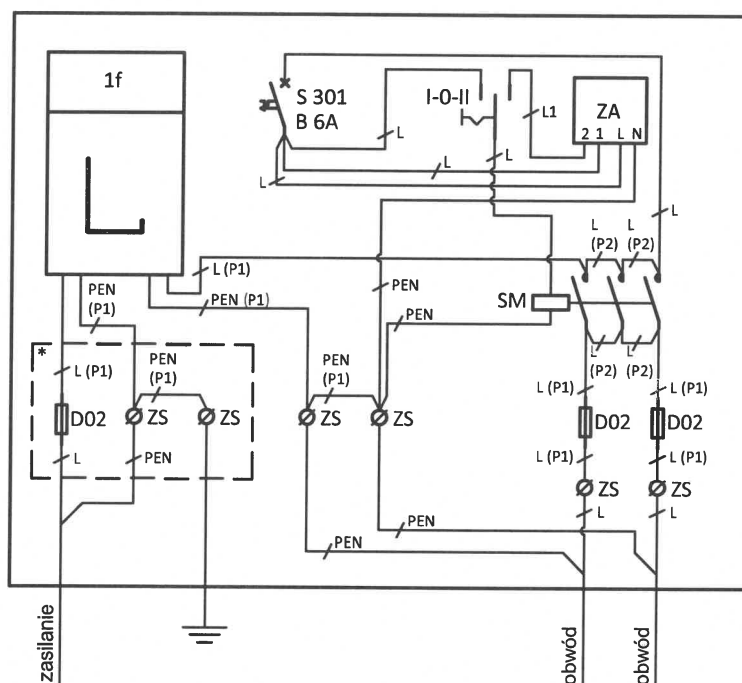 1f
S 301
B 6A
I-0-II
L
L1
ZA
2 1 L N
L
L
L
L
L (P1)
L
(P2)
L
(P2)
PEN
(P1)
PEN (P1)
PEN
SM
PEN
*
L (P1)
PEN
(P1)
PEN
(P1)
L
(P2)
L
(P2)
L (P1)
L (P1)
D02
ZS
ZS
ZS
ZS
D02
D02
L
PEN
L (P1)
L (P1)
ZS
ZS
L
L
PEN
PEN
zasilanie
obwód
obwód